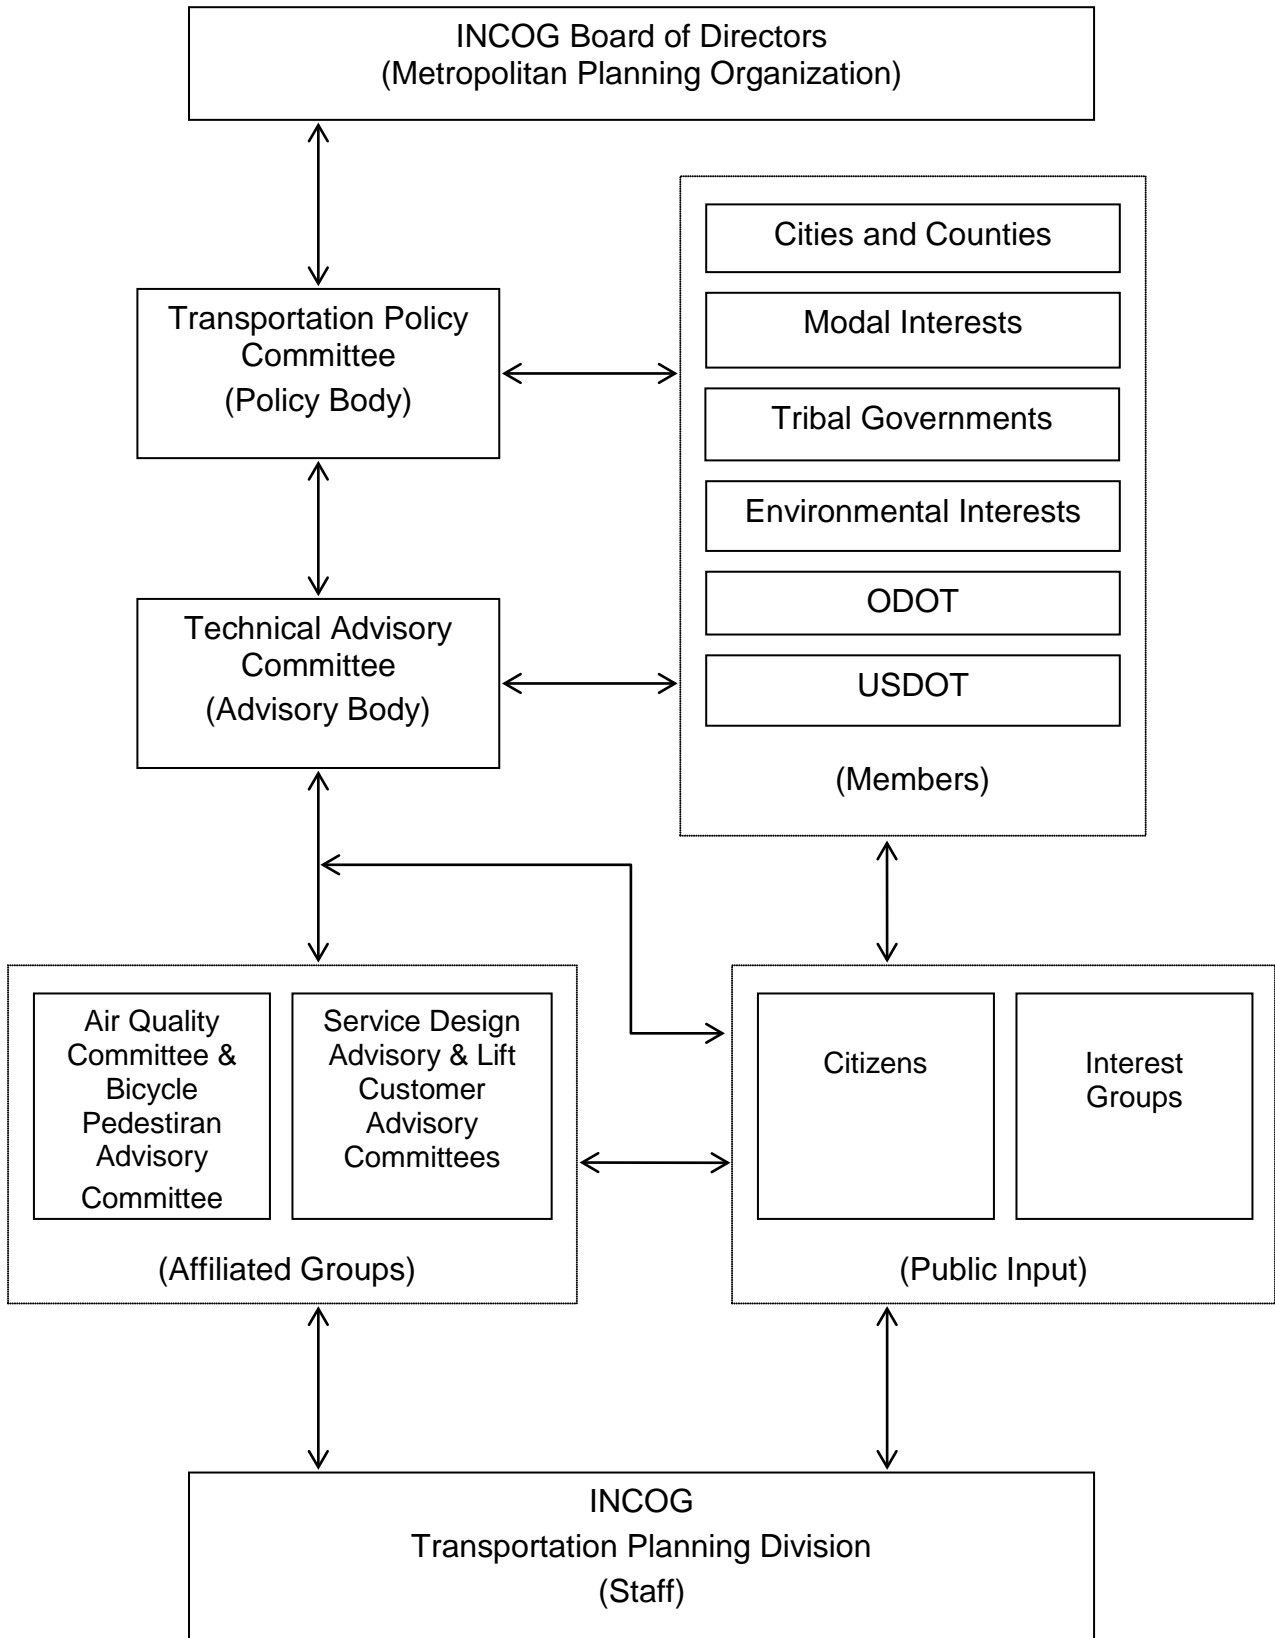 INCOG Board of Directors
(Metropolitan Planning Organization)
Transportation Policy
Committee
(Policy Body)
Cities and Counties
Modal Interests
Tribal Governments
Environmental Interests
ODOT
USDOT
(Members)
Technical Advisory
Committee
(Advisory Body)
Air Quality
Committee &
Bicycle
Pedestiran
Advisory
Committee
Service Design
Advisory & Lift
Customer
Advisory
Committees
(Affiliated Groups)
Citizens
Interest
Groups
(Public Input)
INCOG
Transportation Planning Division
(Staff)